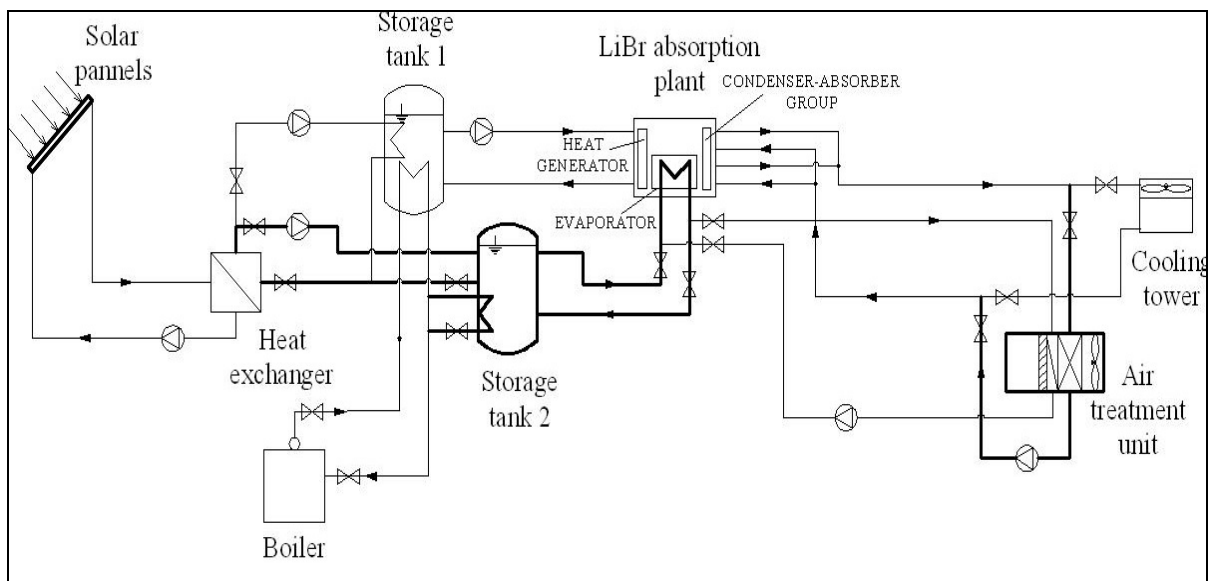 Solar
pannels
Storage
tank 1
LiBr absorption
plant
CONDENSER-ABSORBER
GROUP
HEAT
GENERATOR
EVAPORATOR
Cooling
tower
Heat
exchanger
Storage
tank 2
Air
treatment
unit
Boiler